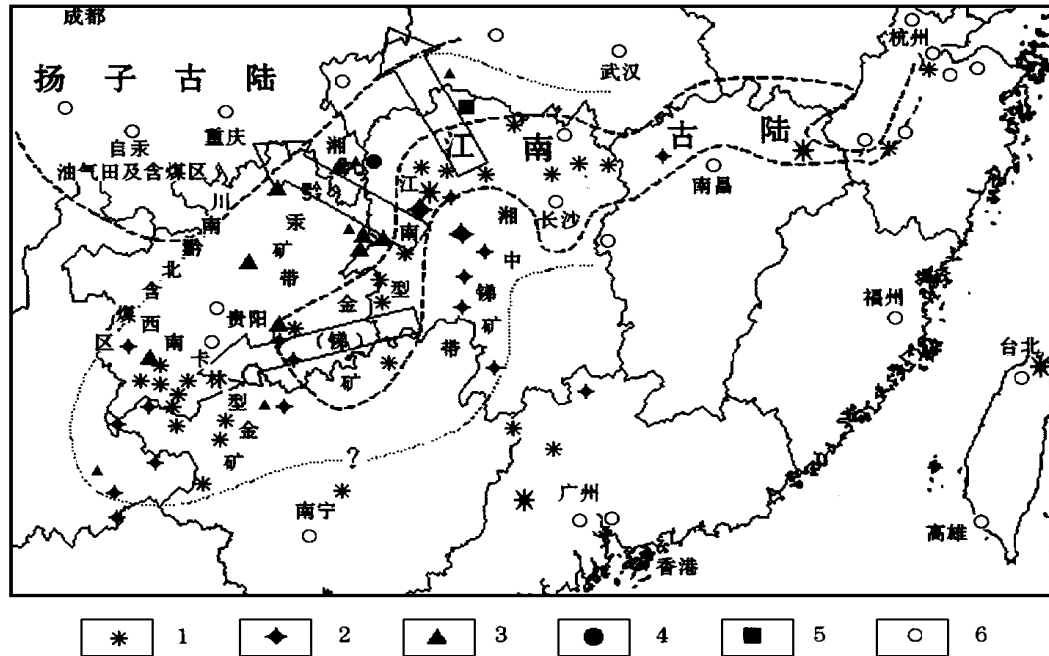 成都
杭州
武汉
扬子古陆
重庆
自汞
油气田及含煤区
江南古陆
南昌
长沙
湘
黔
川
南
黔
北
含
煤
区
汞
矿
带
江
南
型
金
(锑)
矿
湘
中
锑
矿
带
贵阳
西
南
卡
林
型
金
矿
福州
台北
?
南宁
广州
香港
高雄
1 2 3 4 5 6